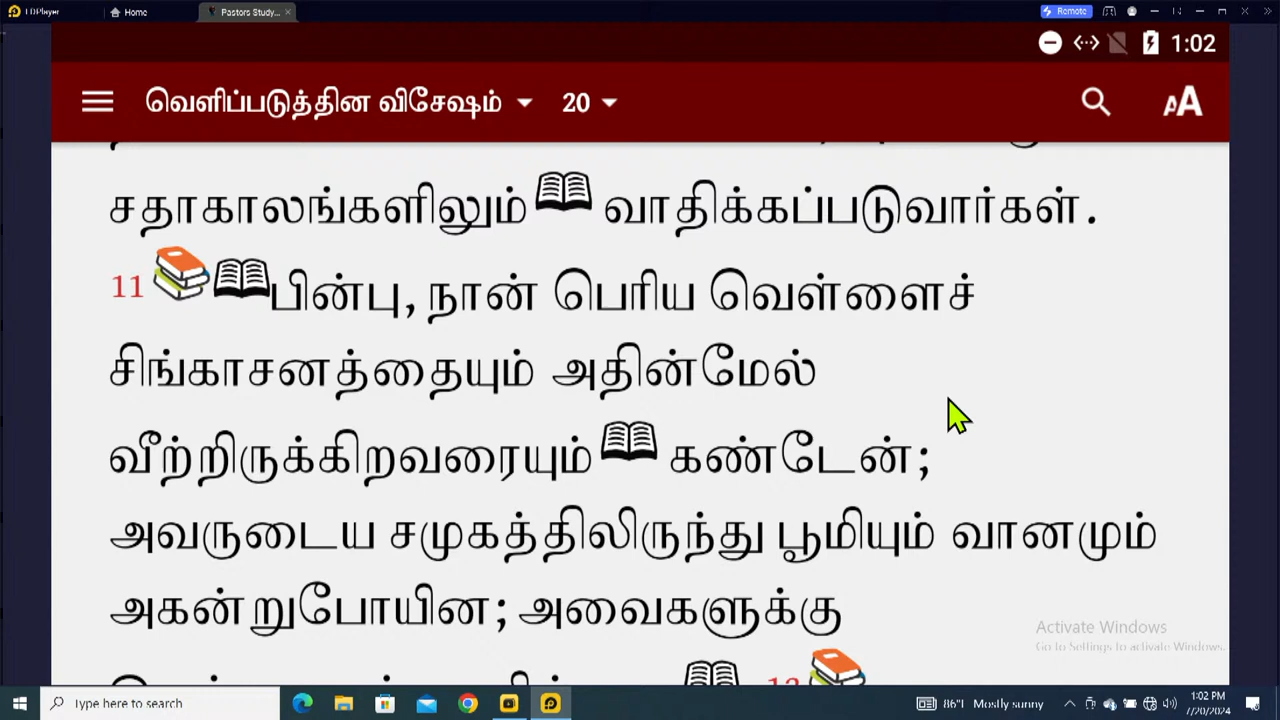 LDPlayer
Home
Pastors Study...
Remote
1:02
வெளிப்படுத்தின விசேஷம்
20
AA
சதாகாலங்களிலும் வாதிக்கப்படுவார்கள்.
11 பின்பு, நான் பெரிய வெள்ளைச்
சிங்காசனத்தையும் அதின்மேல்
வீற்றிருக்கிறவரையும் கண்டேன்;
அவருடைய சமுகத்திலிருந்து பூமியும் வானமும்
அகன்றுபோயின; அவைகளுக்கு
Activate Windows
Go to Settings to activate Windows.
Type here to search
86°F Mostly sunny
1:02 PM
7/20/2024